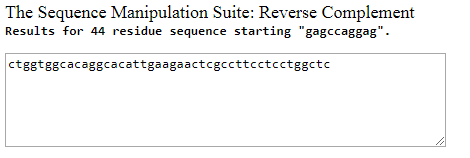 The Sequence Manipulation Suite: Reverse Complement
Results for 44 residue sequence starting "gagccaggag".
ctggtggcacaggcacattgaagaactcgccttcctcctggctc